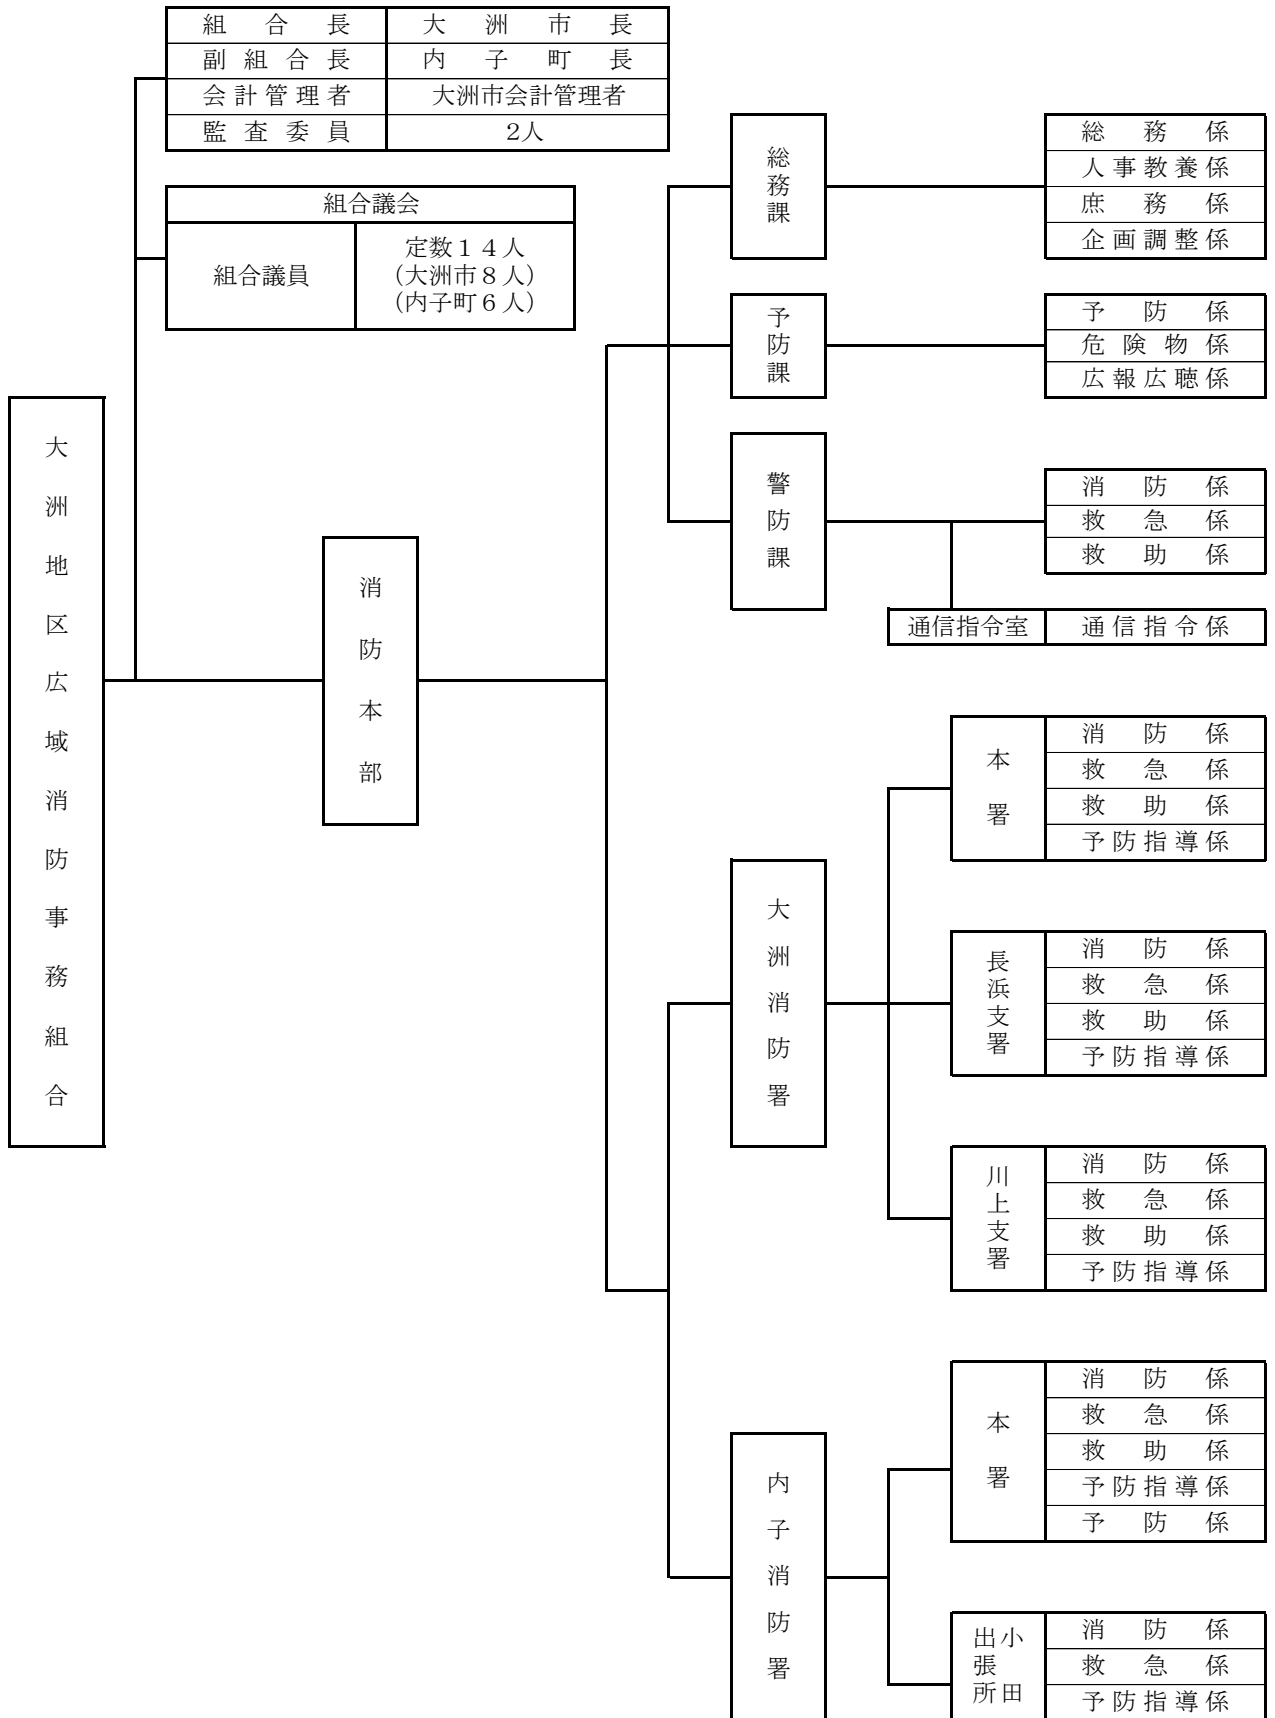 組合長 大洲市長
副組合長 内子町長
会計管理者 大洲市会計管理者
監査委員 2人
組合議会
組合議員
定数14人
(大洲市8人)
(内子町6人)
大洲地区広域消防事務組合
消防本部
総務課
総務係
人事教養係
庶務係
企画調整係
予防課
予防係
危険物係
広報広聴係
警防課
消防係
救急係
救助係
通信指令室 通信指令係
大洲消防署
本署
消防係
救急係
救助係
予防指導係
長浜支署
消防係
救急係
救助係
予防指導係
川上支署
消防係
救急係
救助係
予防指導係
内子消防署
本署
消防係
救急係
救助係
予防指導係
予防係
小田
出張所
消防係
救急係
予防指導係